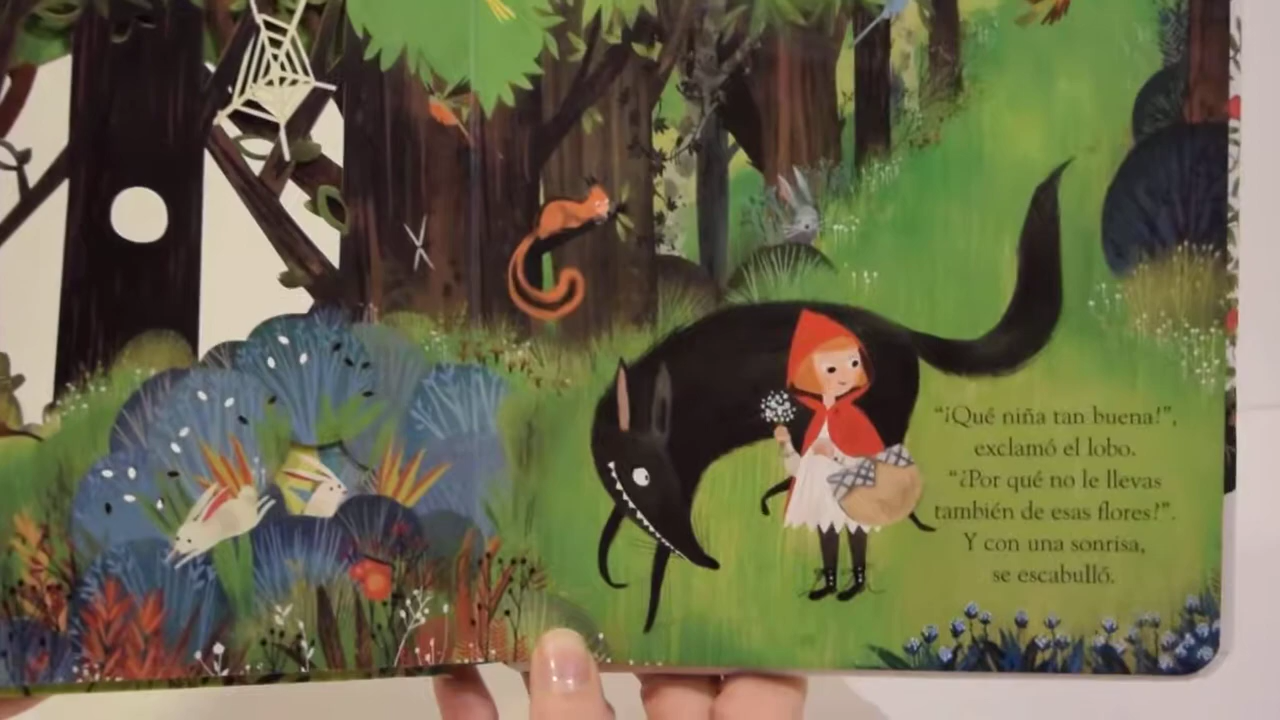 “¡Qué niña tan buena!”,
exclamó el lobo.
“¿Por qué no le llevas
también de esas flores?”.
Y con una sonrisa,
se escabulló.